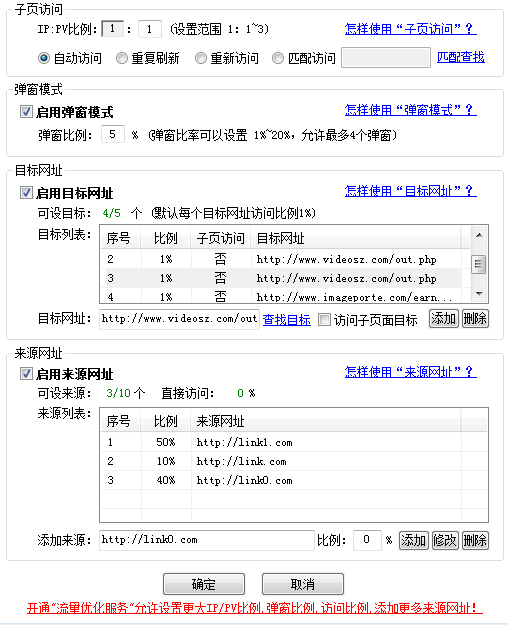 子页访问
IP:PV比例: 1 : 1 (设置范围 1: 1~3) 怎样使用“子页访问”？
自动访问 重复刷新 重新访问 匹配访问 匹配查找
弹窗模式
启用弹窗模式 怎样使用“弹窗模式”？
弹窗比例: 5 % (弹窗比率可以设置 1%~20%, 允许最多4个弹窗)
目标网址
启用目标网址 怎样使用“目标网址”？
可设目标: 4/5 个 (默认每个目标网址访问比例1%)
目标列表: 序号 比例 子页访问 目标网址
2 1% 否 http://www.videosz.com/out.php
3 1% 否 http://www.videosz.com/out.php
4 1% 否 http://www.imageporte.com/earn...
目标网址: http://www.videosz.com/out 查找目标 访问子页面目标 添加 删除
来源网址
启用来源网址 怎样使用“来源网址”？
可设来源: 3/10 个 直接访问: 0 %
来源列表: 序号 比例 来源网址
1 50% http://link1.com
2 10% http://link.com
3 40% http://link0.com
添加来源: http://link0.com 比例: 0 % 添加 修改 删除
确定 取消
开通“流量优化服务”允许设置更大IP/PV比例,弹窗比例,访问比例,添加更多来源网址!